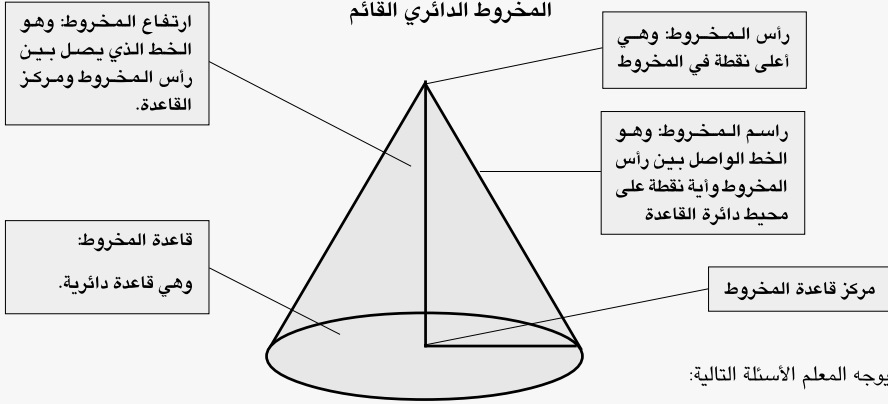 المخروط الدائري القائم
رأس المخروط: وهي
أعلى نقطة في المخروط
ارتفاع المخروط: وهو
الخط الذي يصل بين
رأس المخروط ومركز
القاعدة.
راسم المخروط: وهو
الخط الواصل بين رأس
المخروط وأية نقطة على
محيط دائرة القاعدة
قاعدة المخروط:
وهي قاعدة دائرية.
مركز قاعدة المخروط
يوجه المعلم الأسئلة التالية: